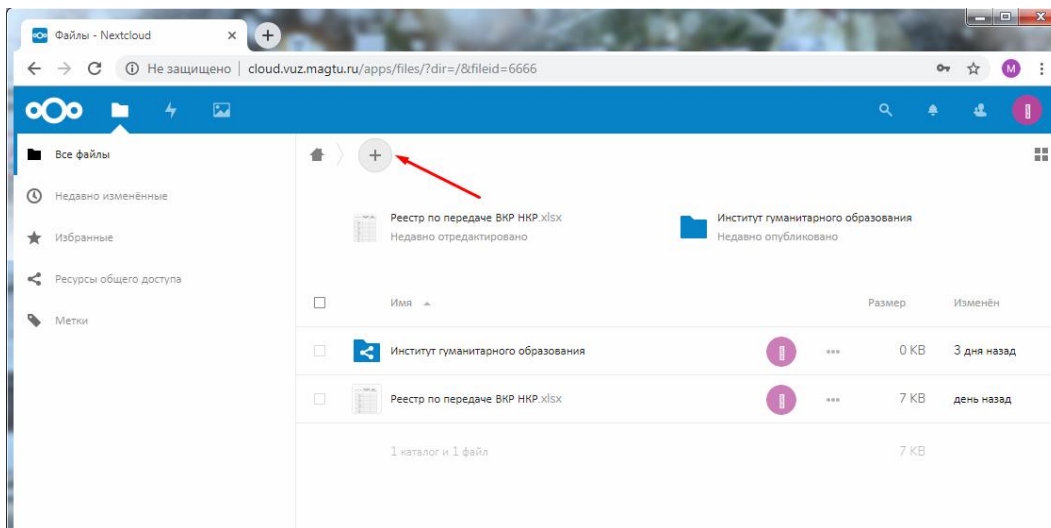 Файлы - Nextcloud
Не защищено | cloud.vuz.magtu.ru/apps/files/?dir=/&fileid=6666
M
Все файлы
Недавно изменённые
Избранные
Ресурсы общего доступа
Метки
Реестр по передаче ВКР НКР.xlsx
Недавно отредактировано
Институт гуманитарного образования
Недавно опубликовано
Имя Размер Изменён
Институт гуманитарного образования 0 KB 3 дня назад
Реестр по передаче ВКР НКР.xlsx 7 KB день назад
1 каталог и 1 файл 7 KB